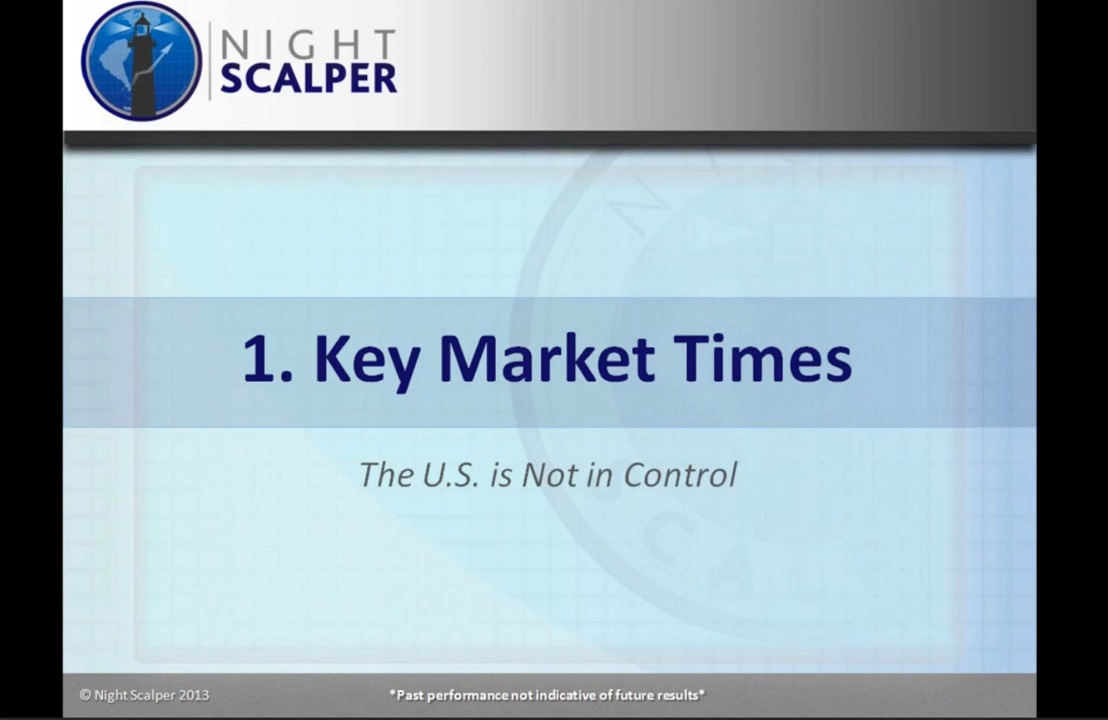 NIGHT
SCALPER
1. Key Market Times
The U.S. is Not in Control
© Night Scalper 2013
*Past performance not indicative of future results*